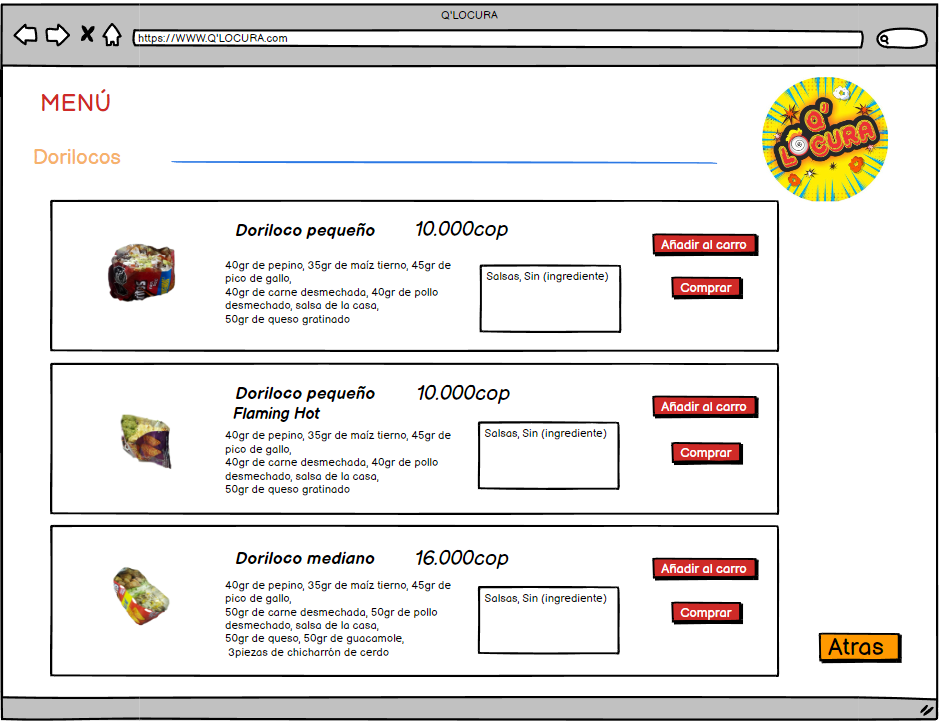 Q'LOCURA
https://WWW.Q'LOCURA.com
MENÚ
Q'
LOCURA
Dorilocos
Doriloco pequeño 10.000cop
40gr de pepino, 35gr de maíz tierno, 45gr de
pico de gallo,
40gr de carne desmechada, 40gr de pollo
desmechado, salsa de la casa,
50gr de queso gratinado
Salsas, Sin (ingrediente)
Añadir al carro
Comprar
Doriloco pequeño 10.000cop
Flaming Hot
40gr de pepino, 35gr de maíz tierno, 45gr de
pico de gallo,
40gr de carne desmechada, 40gr de pollo
desmechado, salsa de la casa,
50gr de queso gratinado
Salsas, Sin (ingrediente)
Añadir al carro
Comprar
Doriloco mediano 16.000cop
40gr de pepino, 35gr de maíz tierno, 45gr de
pico de gallo,
50gr de carne desmechada, 50gr de pollo
desmechado, salsa de la casa,
50gr de queso, 50gr de guacamole,
3piezas de chicharrón de cerdo
Salsas, Sin (ingrediente)
Añadir al carro
Comprar
Atras